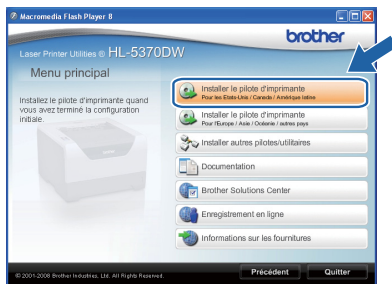 Macromedia Flash Player 8
brother
Laser Printer Utilities ® HL-5370DW
Menu principal
Installez le pilote d'imprimante quand
vous avez terminé la configuration
initiale.
Installer le pilote d'imprimante
Pour les Etats-Unis / Canada / Amérique latine
Installer le pilote d'imprimante
Pour l'Europe / Asie / Océanie / autres pays
Installer autres pilotes/utilitaires
Documentation
Brother Solutions Center
Enregistrement en ligne
Informations sur les fournitures
© 2001-2008 Brother Industries, Ltd. All Rights Reserved.
Précédent
Quitter